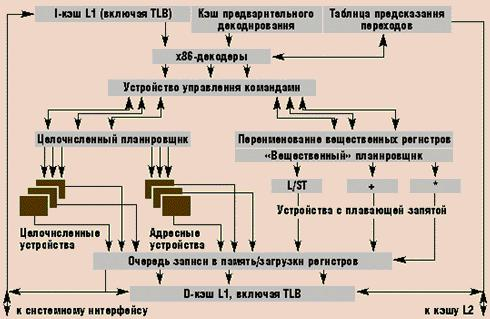 I-кэш L1 (включая TLB)
Кэш предварительного
декодирования
Таблица предсказания
переходов
x86-декодеры
Устройство управления командами
Целочисленный планировщик
Переименование вещественных регистров
«Вещественный» планировщик
L/ST
+
*
Устройства с плавающей запятой
Целочисленные
устройства
Адресные
устройства
Очередь записи в память/загрузки регистров
D-кэш L1, включая TLB
к системному интерфейсу
к кэшу L2